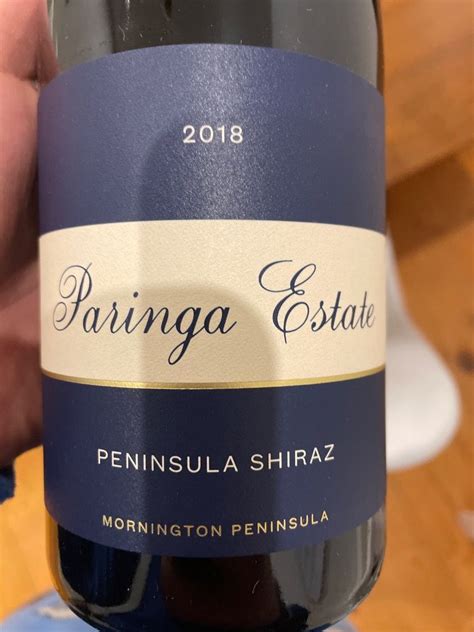 2018
Paringa Estate
PENINSULA SHIRAZ
MORNINGTON PENINSULA